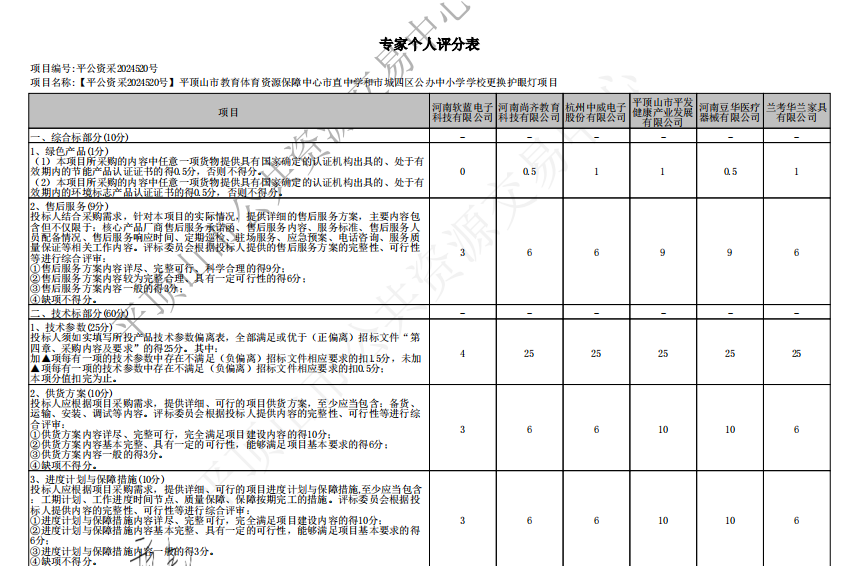 专家个人评分表
项目编号:平公资采2024520号
项目名称:【平公资采2024520号】平顶山市教育体育资源保障中心市直中学和市城四区公办中小学学校更换护眼灯项目
项目 河南软蓝电子科技有限公司 河南尚齐教育科技有限公司 杭州中威电子股份有限公司 平顶山市平发健康产业发展有限公司 河南豆华医疗器械有限公司 兰考华兰家具有限公司
一、综合标部分(10分) - - - - - -
1、绿色产品(1分)
(1)本项目所采购的内容中任意一项货物提供具有国家确定的认证机构出具的、处于有
效期内的节能产品认证证书的得0.5分，否则不得分。
(2)本项目所采购的内容中任意一项货物提供具有国家确定的认证机构出具的、处于有
效期内的环境标志产品认证证书的得0.5分，否则不得分。
0 0.5 1 1 0.5 1
2、售后服务(9分)
投标人结合采购需求，针对本项目的实际情况，提供详细的售后服务方案，主要内容包
含但不仅限于：核心产品厂商售后服务承诺函、售后服务内容、服务标准、售后服务人
员配备情况、售后服务响应时间、定期巡检、驻场服务、应急预案、电话咨询、服务质
量保证等相关工作内容。评标委员会根据投标人提供的售后服务方案的完整性、可行性
等进行综合评审:
①售后服务方案内容详尽、完整可行，科学合理的得9分;
②售后服务方案内容较为完整合理、具有一定可行性的得6分;
③售后服务方案内容一般的得3分;
④缺项不得分。
3 6 6 9 9 6
二、技术标部分(60分) - - - - - -
1、技术参数(25分)
投标人须如实填写所投产品技术参数偏离表，全部满足或优于（正偏离）招标文件“第
四章、采购内容及要求”的得25分。其中:
加▲项每有一项的技术参数中存在不满足（负偏离）招标文件相应要求的扣1.5分，未加
▲项每有一项的技术参数中存在不满足（负偏离）招标文件相应要求的扣0.5分;
本项分值扣完为止。
4 25 25 25 25 25
2、供货方案(10分)
投标人应根据项目采购需求，提供详细、可行的项目供货方案，至少应当包含：备货、
运输、安装、调试等内容。评标委员会根据投标人提供内容的完整性、可行性等进行综
合评审:
①供货方案内容详尽、完整可行，完全满足项目建设内容的得10分;
②供货方案内容基本完整、具有一定的可行性，能够满足项目基本要求的得6分;
③供货方案内容一般的得3分。
④缺项不得分。
3 6 6 10 10 6
3、进度计划与保障措施(10分)
投标人应根据项目采购需求，提供详细、可行的项目进度计划与保障措施,至少应当包含
：工期计划、工作进度时间节点、质量保障、保障按期完工的措施。评标委员会根据投
标人提供内容的完整性、可行性等进行综合评审:
①进度计划与保障措施内容详尽、完整可行，完全满足项目建设内容的得10分;
②进度计划与保障措施内容基本完整、具有一定的可行性，能够满足项目基本要求的得
6分;
③进度计划与保障措施内容一般的得3分。
④缺项不得分。
3 6 6 10 10 6
平顶山市公共资源交易中心
公共资源交易中心